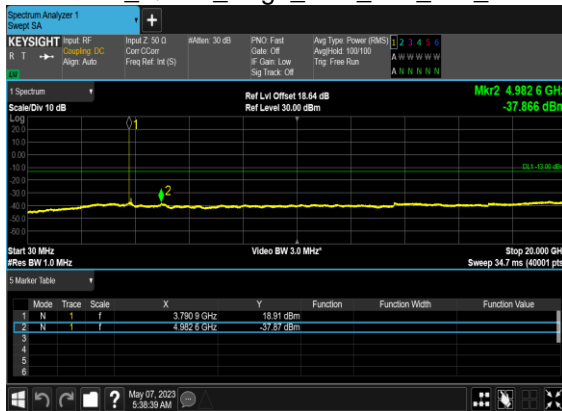 Spectrum Analyzer 1
Swept SA
+
KEYSIGHT Input: RF Input Z: 50 Ω #Atten: 30 dB PNO: Fast Avg Type: Power (RMS) 1 2 3 4 5 6
R T Coupling: DC Corr CCorr Gate: Off Avg|Hold: 100/100 A W W W W W
Align: Auto Freq Ref: Int (S) IF Gain: Low Trig: Free Run
Sig Track: Off A N N N N N
1 Spectrum Ref Lvl Offset 18.64 dB Mkr2 4.982 6 GHz
Scale/Div 10 dB Ref Level 30.00 dBm -37.866 dBm
Log
20.0
1
10.0
0.00
-10.0
DL1 -13.00 dB
-20.0
-30.0
2
-40.0
-50.0
-60.0
Start 30 MHz Video BW 3.0 MHz* Stop 20.000 GH
#Res BW 1.0 MHz Sweep 34.7 ms (40001 pts
5 Marker Table
Mode Trace Scale X Y Function Function Width Function Value
1 N 1 f 3.790 9 GHz 18.91 dBm
2 N 1 f 4.982 6 GHz -37.87 dBm
3
4
5
6
? May 07, 2023
5:38:39 AM